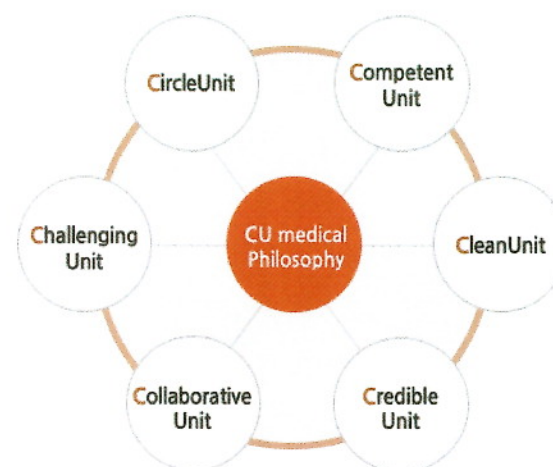 CircleUnit
Competent
Unit
Challenging
Unit
CU medical
Philosophy
CleanUnit
Collaborative
Unit
Credible
Unit